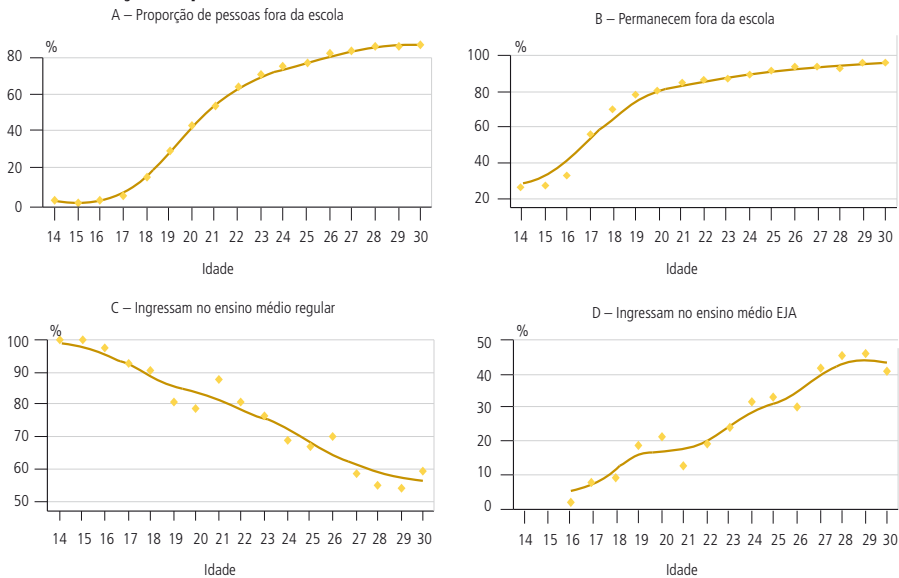 A – Proporção de pessoas fora da escola
%
80
60
40
20
0
14 15 16 17 18 19 20 21 22 23 24 25 26 27 28 29 30
Idade
B – Permanecem fora da escola
%
100
80
60
40
20
14 15 16 17 18 19 20 21 22 23 24 25 26 27 28 29 30
Idade
C – Ingressam no ensino médio regular
%
100
90
80
70
60
50
14 15 16 17 18 19 20 21 22 23 24 25 26 27 28 29 30
Idade
D – Ingressam no ensino médio EJA
%
50
40
30
20
10
0
14 15 16 17 18 19 20 21 22 23 24 25 26 27 28 29 30
Idade